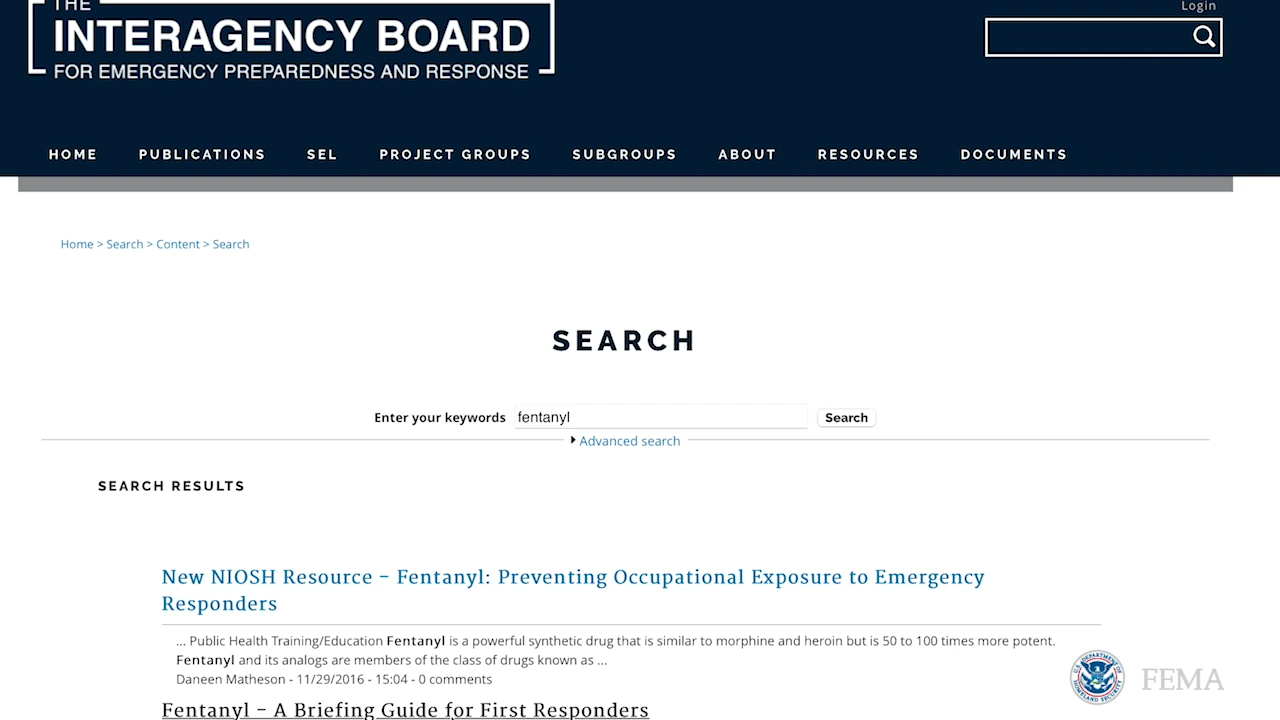 THE
Login
INTERAGENCY BOARD
FOR EMERGENCY PREPAREDNESS AND RESPONSE
HOME PUBLICATIONS SEL PROJECT GROUPS SUBGROUPS ABOUT RESOURCES DOCUMENTS
Home > Search > Content > Search
SEARCH
Enter your keywords fentanyl Search
Advanced search
SEARCH RESULTS
New NIOSH Resource – Fentanyl: Preventing Occupational Exposure to Emergency
Responders
... Public Health Training/Education Fentanyl is a powerful synthetic drug that is similar to morphine and heroin but is 50 to 100 times more potent.
Fentanyl and its analogs are members of the class of drugs known as ...
Daneen Matheson - 11/29/2016 - 15:04 - 0 comments
U.S. DEPARTMENT OF HOMELAND SECURITY
FEMA
Fentanyl – A Briefing Guide for First Responders